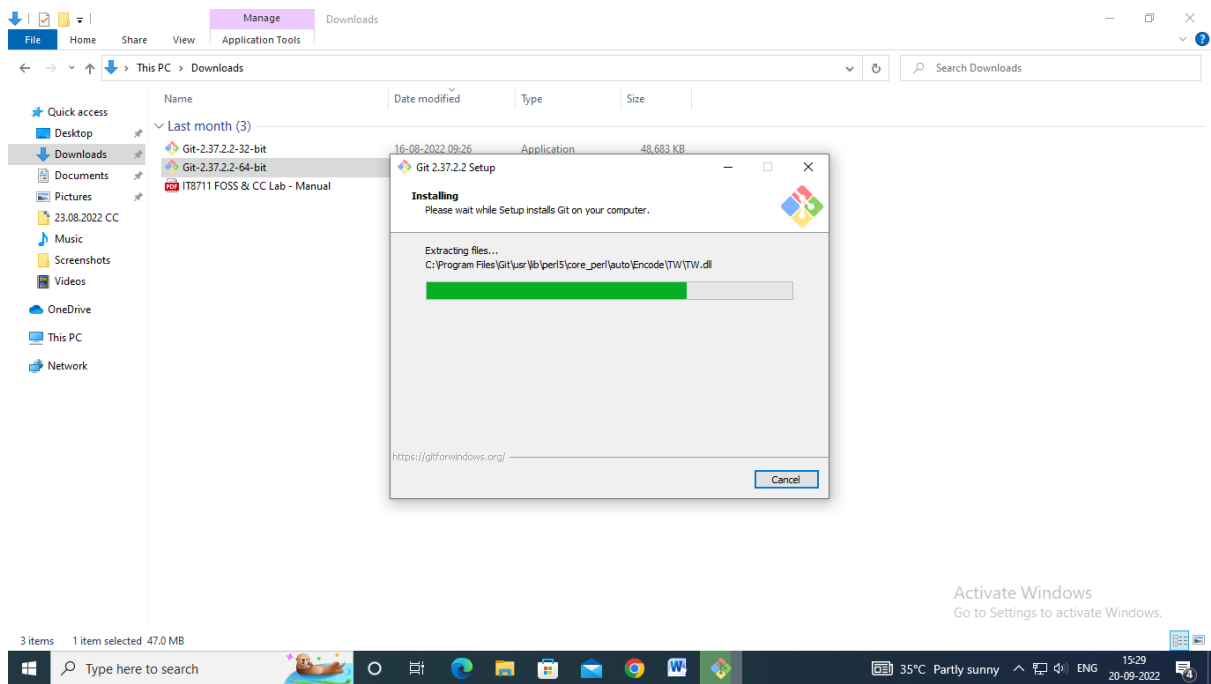 Manage
Downloads
File Home Share View Application Tools
This PC > Downloads
Search Downloads
Name Date modified Type Size
Quick access
Desktop
Downloads
Documents
Pictures
23.08.2022 CC
Music
Screenshots
Videos
OneDrive
This PC
Network
Last month (3)
Git-2.37.2.2-32-bit 16-08-2022 09:26 Application 48,683 KB
Git-2.37.2.2-64-bit
PDF IT8711 FOSS & CC Lab - Manual
Git 2.37.2.2 Setup
Installing
Please wait while Setup installs Git on your computer.
Extracting files...
C:\Program Files\Git\usr\lib\perl5\core_perl\auto\Encode\TW\TW.dll
https://gitforwindows.org/
Cancel
Activate Windows
Go to Settings to activate Windows.
3 items 1 item selected 47.0 MB
Type here to search
35°C Partly sunny
ENG
15:29
20-09-2022
4